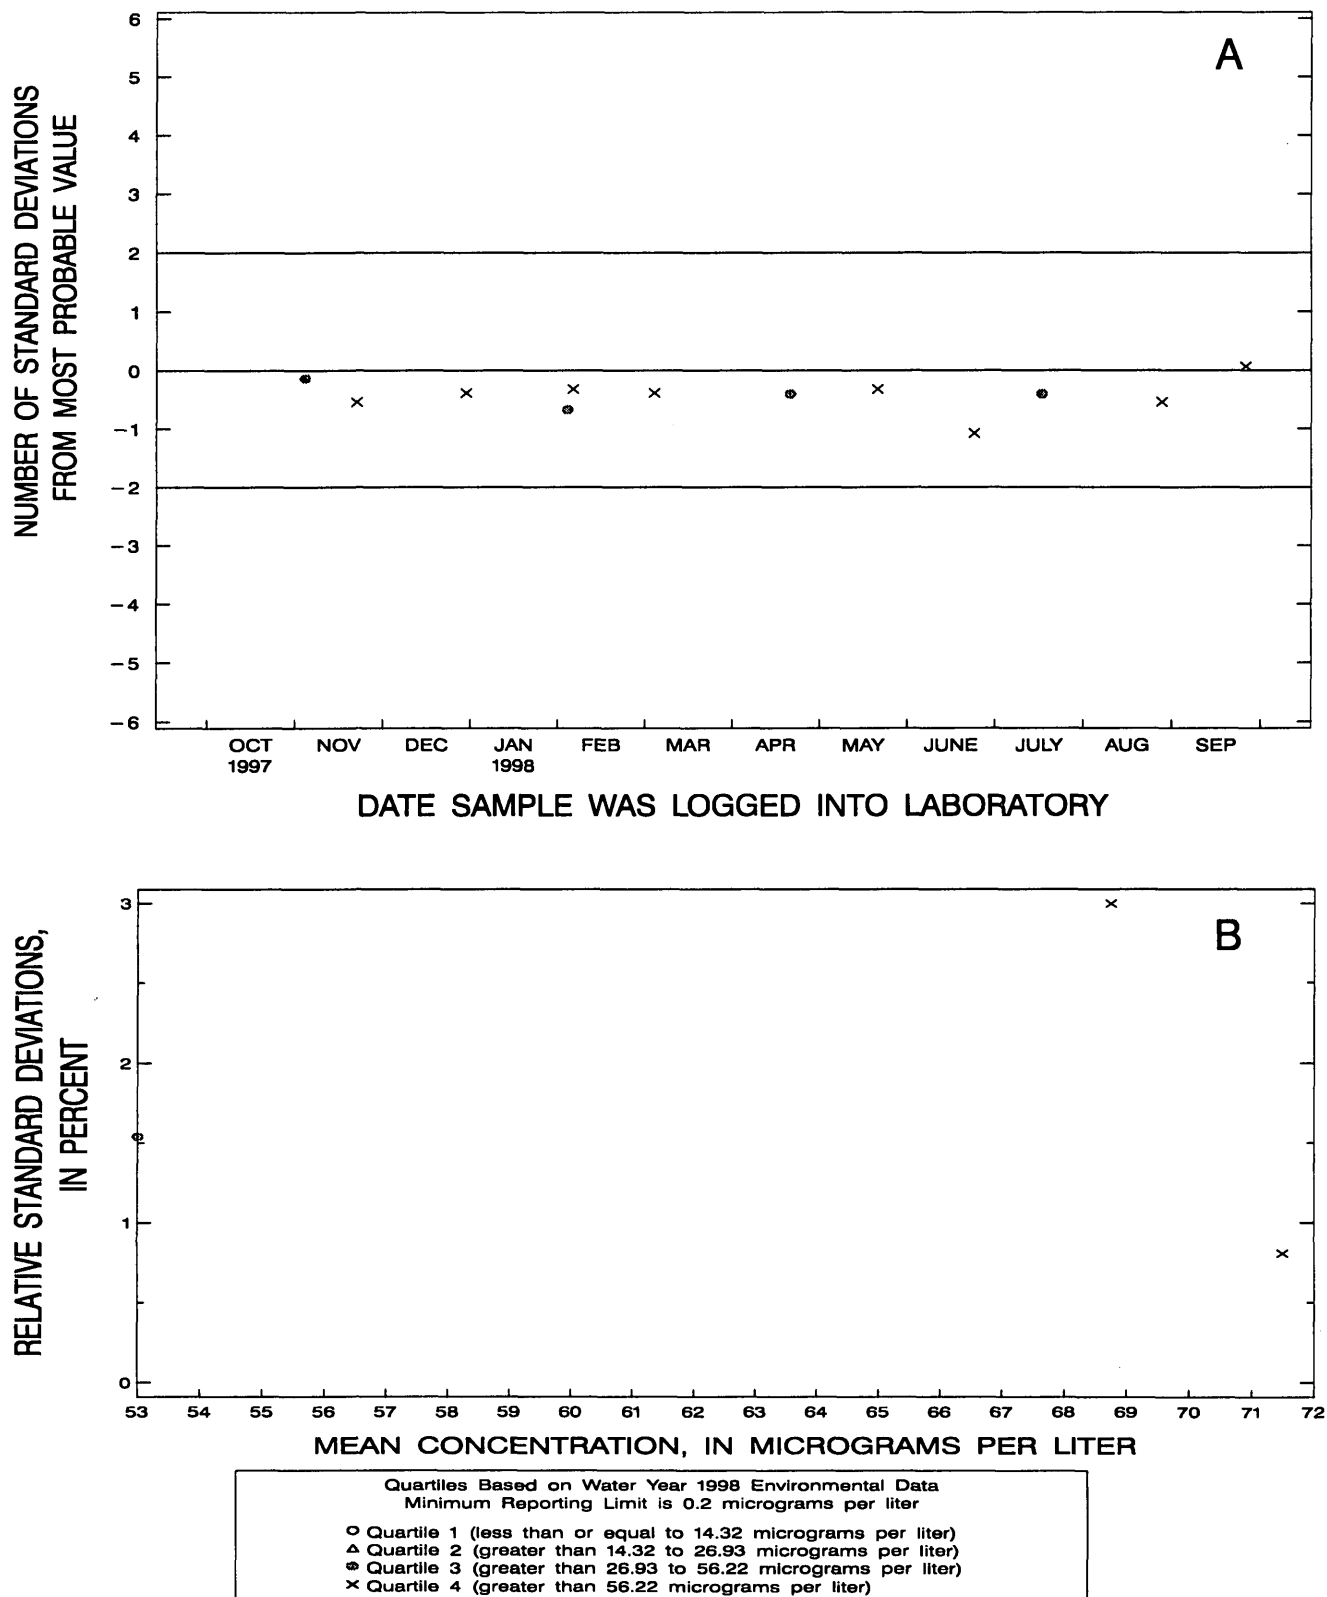 A
NUMBER OF STANDARD DEVIATIONS
FROM MOST PROBABLE VALUE
6
5
4
3
2
1
0
−1
−2
−3
−4
−5
−6
OCT NOV DEC JAN FEB MAR APR MAY JUNE JULY AUG SEP
1997 1998
DATE SAMPLE WAS LOGGED INTO LABORATORY
B
RELATIVE STANDARD DEVIATIONS,
IN PERCENT
3
2
1
0
53 54 55 56 57 58 59 60 61 62 63 64 65 66 67 68 69 70 71 72
MEAN CONCENTRATION, IN MICROGRAMS PER LITER
Quartiles Based on Water Year 1998 Environmental Data
Minimum Reporting Limit is 0.2 micrograms per liter
Quartile 1 (less than or equal to 14.32 micrograms per liter)
Quartile 2 (greater than 14.32 to 26.93 micrograms per liter)
Quartile 3 (greater than 26.93 to 56.22 micrograms per liter)
Quartile 4 (greater than 56.22 micrograms per liter)